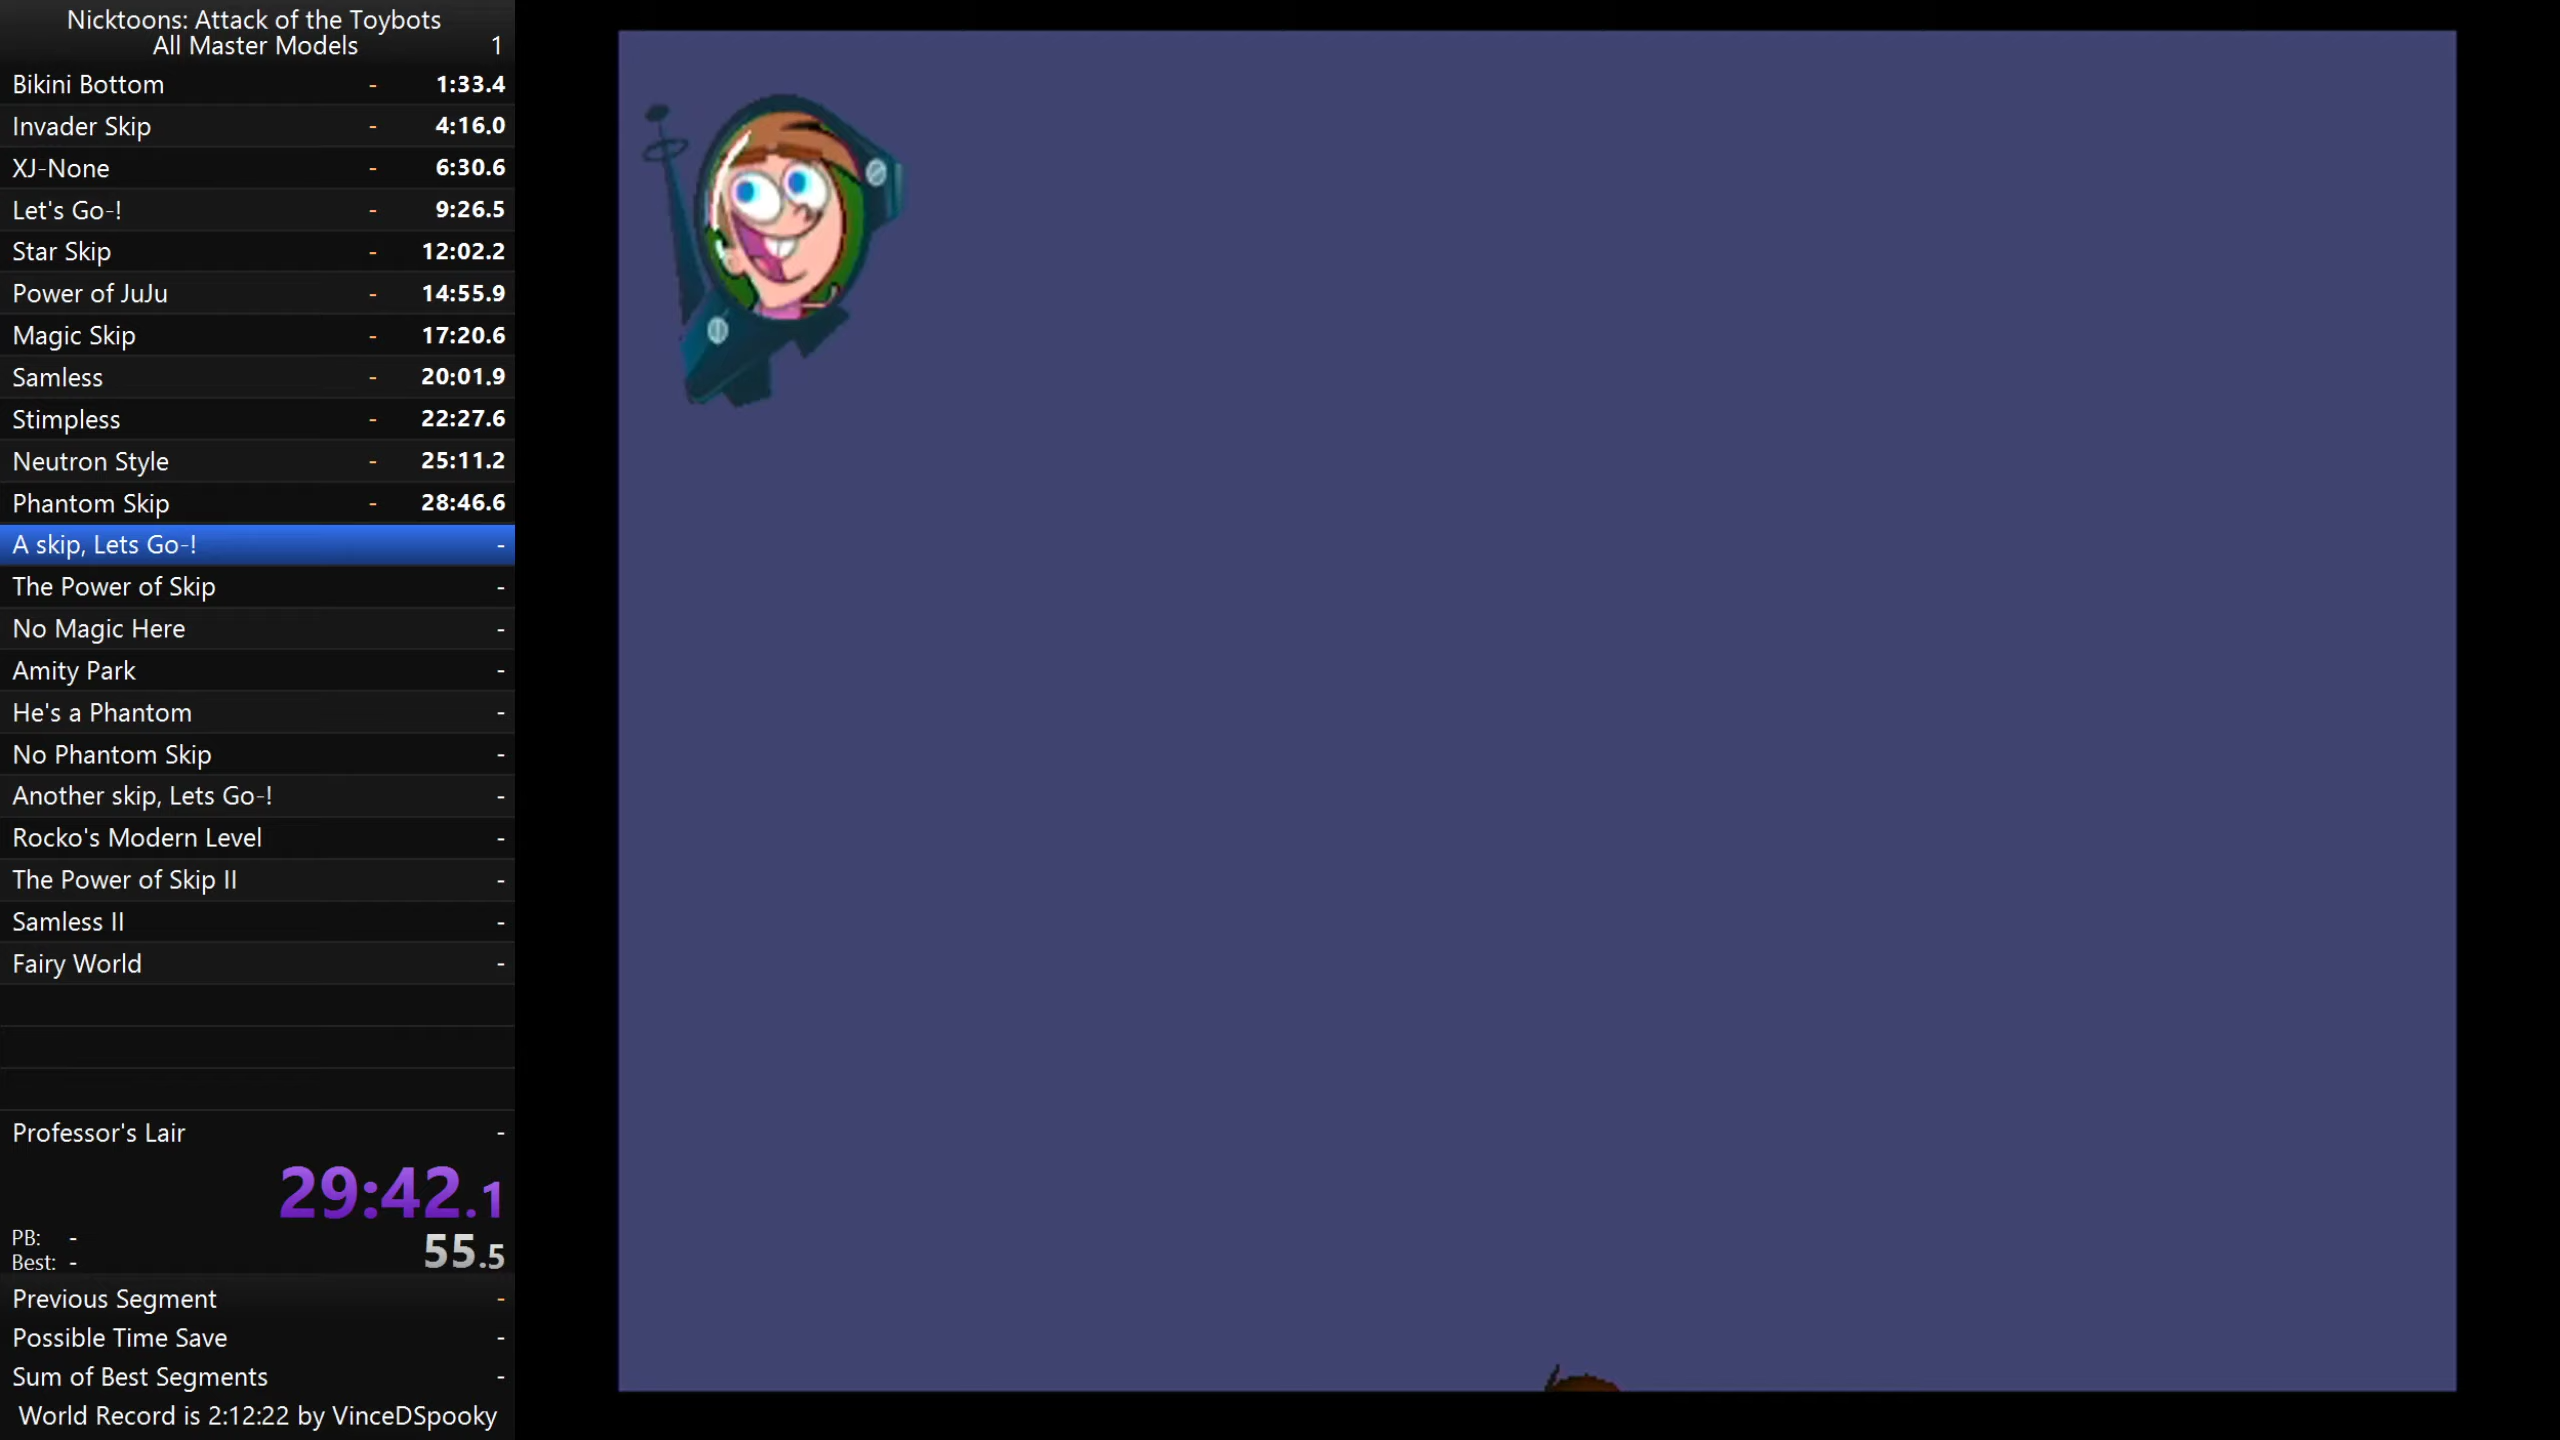 Nicktoons: Attack of the Toybots
All Master Models 1
Bikini Bottom - 1:33.4
Invader Skip - 4:16.0
XJ-None - 6:30.6
Let's Go-! - 9:26.5
Star Skip - 12:02.2
Power of JuJu - 14:55.9
Magic Skip - 17:20.6
Samless - 20:01.9
Stimpless - 22:27.6
Neutron Style - 25:11.2
Phantom Skip - 28:46.6
A skip, Lets Go-! -
The Power of Skip -
No Magic Here -
Amity Park -
He's a Phantom -
No Phantom Skip -
Another skip, Lets Go-! -
Rocko's Modern Level -
The Power of Skip II -
Samless II -
Fairy World -
Professor's Lair -
29:42.1
PB: -
Best: - 55.5
Previous Segment -
Possible Time Save -
Sum of Best Segments -
World Record is 2:12:22 by VinceDSpooky